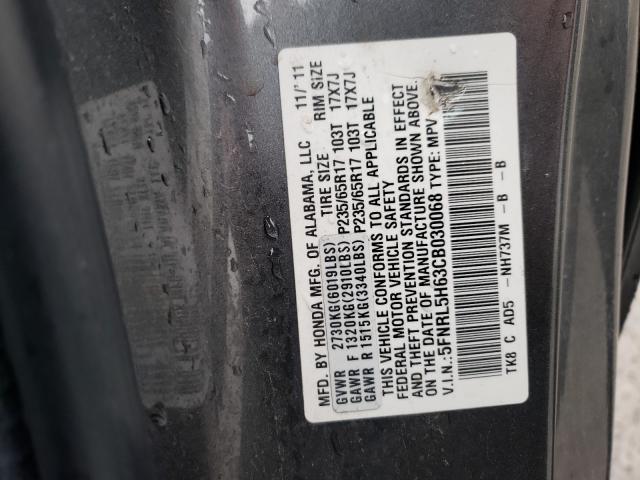 MFD. BY HONDA MFG. OF ALABAMA, LLC 11/'11
TIRE SIZE RIM SIZE
GVWR 2730KG(6019LBS)
GAWR F 1320KG(2910LBS) P235/65R17 103T 17X7J
GAWR R 1515KG(3340LBS) P235/65R17 103T 17X7J
THIS VEHICLE CONFORMS TO ALL APPLICABLE
FEDERAL MOTOR VEHICLE SAFETY
AND THEFT PREVENTION STANDARDS IN EFFECT
ON THE DATE OF MANUFACTURE SHOWN ABOVE.
V.I.N.:5FNRL5H63CB030068 TYPE: MPV
TK8 C AD5 -NH737M -B -B